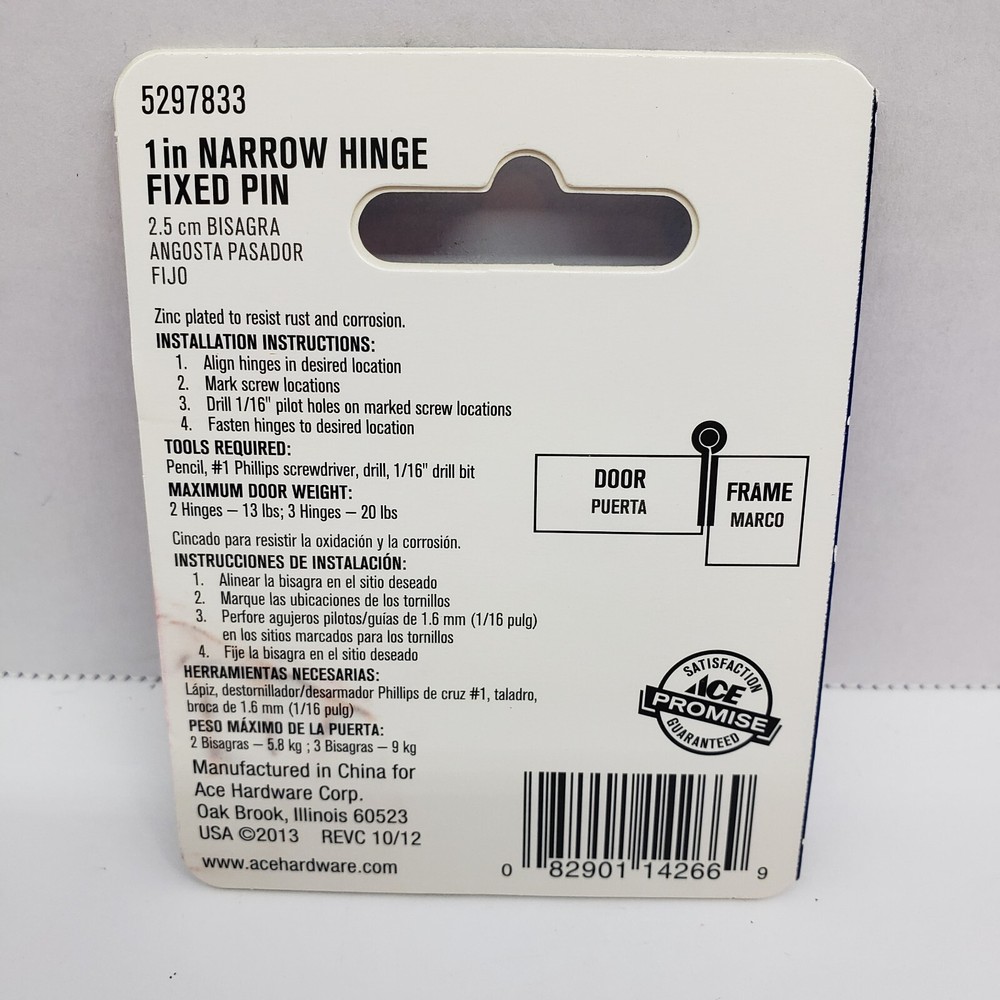 5297833
1 in NARROW HINGE
FIXED PIN
2.5 cm BISAGRA
ANGOSTA PASADOR
FIJO
Zinc plated to resist rust and corrosion.
INSTALLATION INSTRUCTIONS:
1. Align hinges in desired location
2. Mark screw locations
3. Drill 1/16" pilot holes on marked screw locations
4. Fasten hinges to desired location
TOOLS REQUIRED:
Pencil, #1 Phillips screwdriver, drill, 1/16" drill bit
MAXIMUM DOOR WEIGHT:
2 Hinges – 13 lbs; 3 Hinges – 20 lbs
DOOR
PUERTA
FRAME
MARCO
Cincado para resistir la oxidación y la corrosión.
INSTRUCCIONES DE INSTALACIÓN:
1. Alinear la bisagra en el sitio deseado
2. Marque las ubicaciones de los tornillos
3. Perfore agujeros pilotos/guías de 1.6 mm (1/16 pulg)
en los sitios marcados para los tornillos
4. Fije la bisagra en el sitio deseado
HERRAMIENTAS NECESARIAS:
Lápiz, destornillador/desarmador Phillips de cruz #1, taladro,
broca de 1.6 mm (1/16 pulg)
PESO MÁXIMO DE LA PUERTA:
2 Bisagras – 5.8 kg ; 3 Bisagras – 9 kg
SATISFACTION
ACE
PROMISE
GUARANTEED
Manufactured in China for
Ace Hardware Corp.
Oak Brook, Illinois 60523
USA ©2013 REVC 10/12
www.acehardware.com
0 82901 14266 9